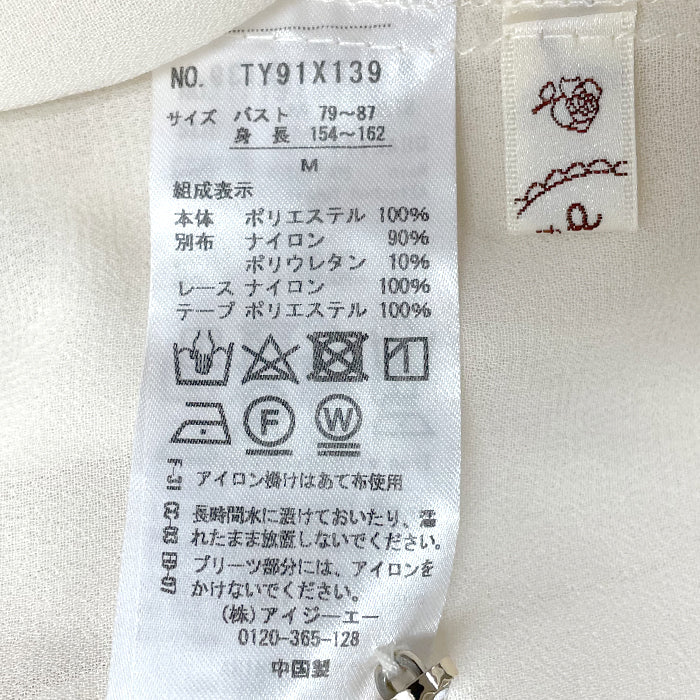 NO. TY91X139
サイズ バスト 79～87
身長 154～162
M
組成表示
本体 ポリエステル 100%
別布 ナイロン 90%
ポリウレタン 10%
レース ナイロン 100%
テープ ポリエステル 100%
F
W
アイロン掛けはあて布使用
長時間水に漬けておいたり、濡
れたまま放置しないでください。
プリーツ部分には、アイロンを
かけないでください。
(株)アイジーエー
0120-365-128
中国製